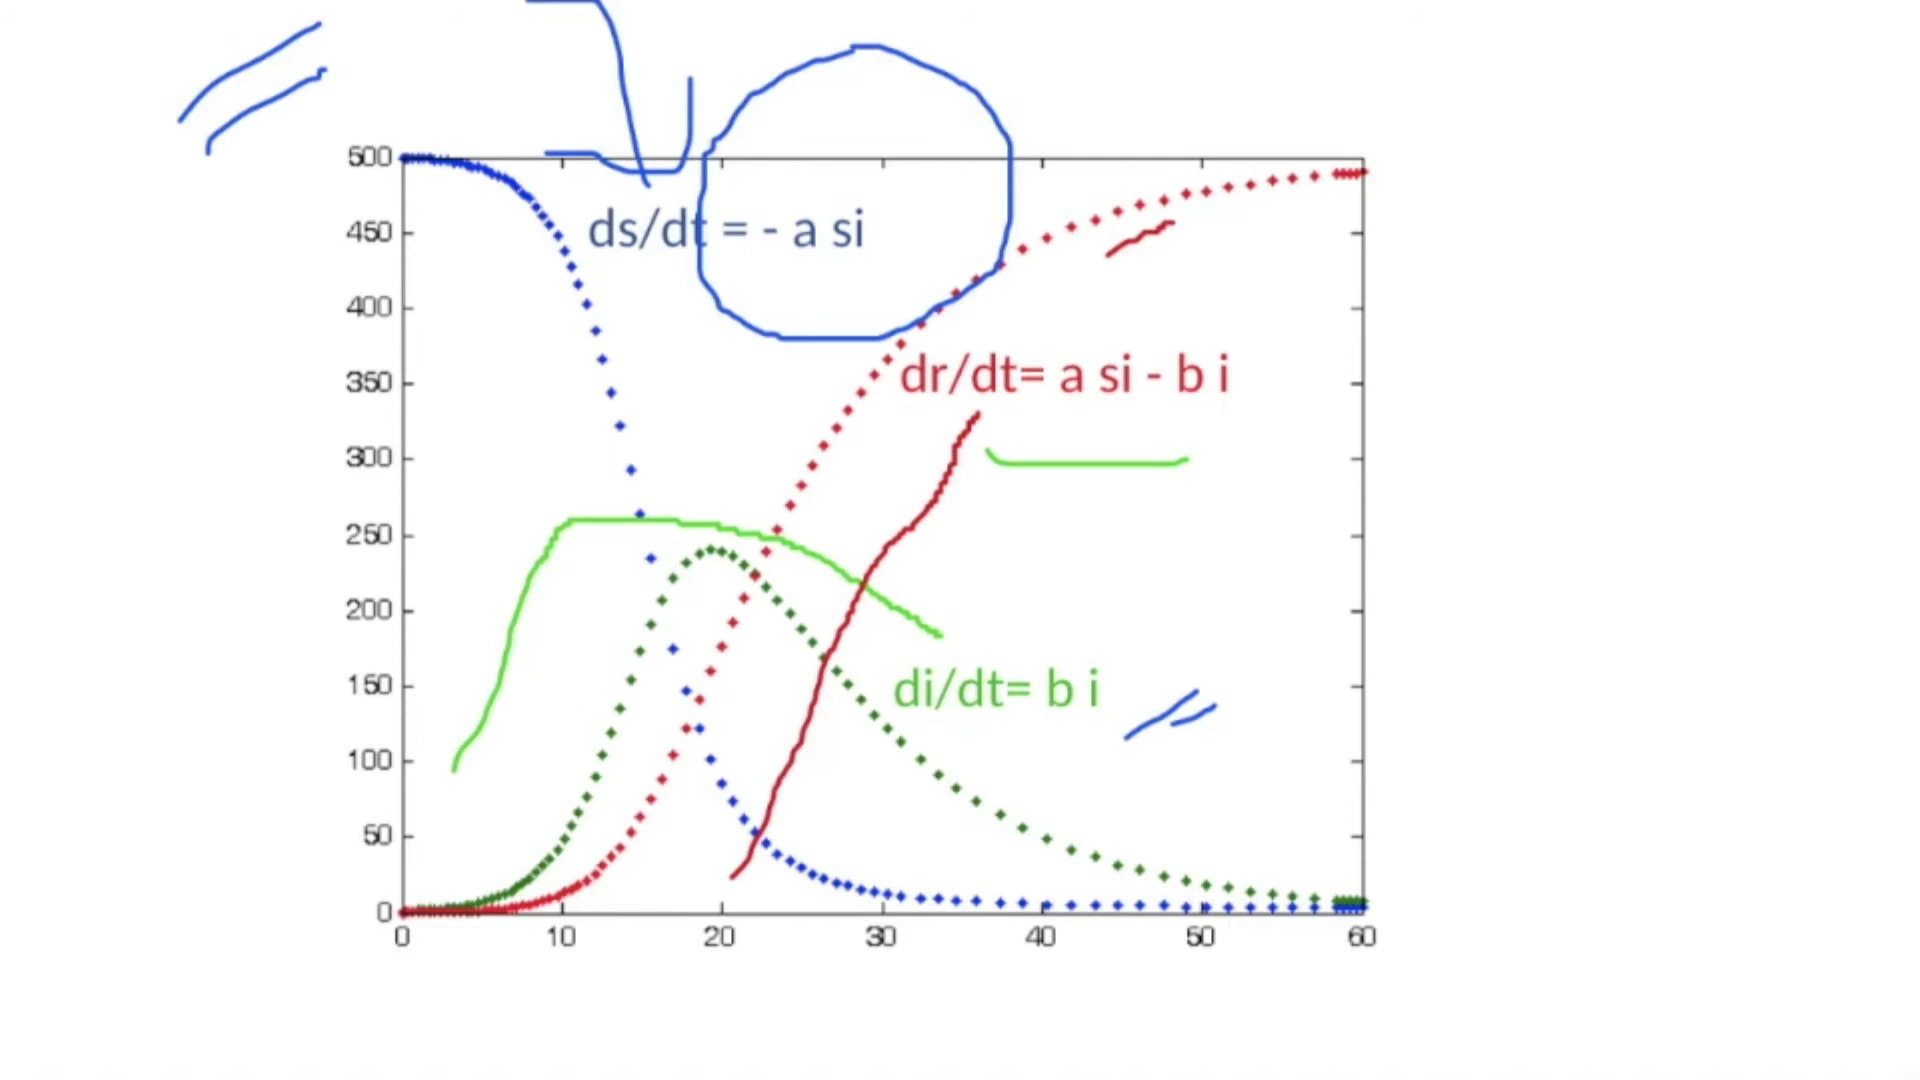 500
ds/dt = - a si
450
400
dr/dt= a si - b i
350
300
250
200
di/dt= b i
150
100
50
0
0 10 20 30 40 50 60